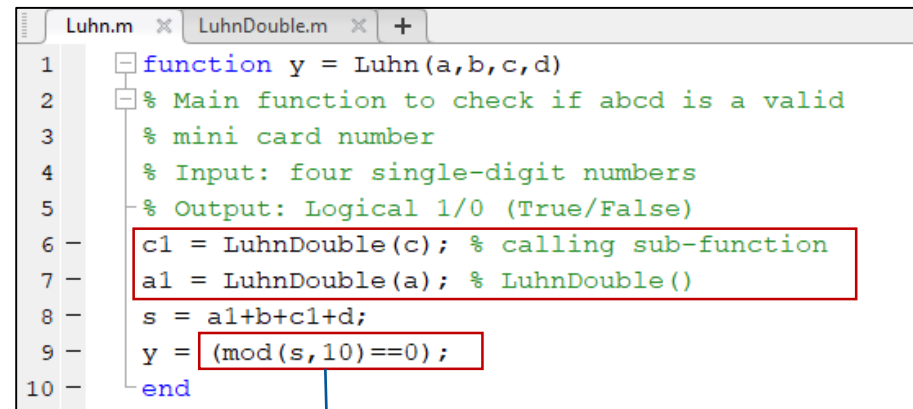 Luhn.m × LuhnDouble.m × +
1 function y = Luhn(a,b,c,d)
2 % Main function to check if abcd is a valid
3 % mini card number
4 % Input: four single-digit numbers
5 % Output: Logical 1/0 (True/False)
6 – c1 = LuhnDouble(c); % calling sub-function
7 – a1 = LuhnDouble(a); % LuhnDouble()
8 – s = a1+b+c1+d;
9 – y = (mod(s,10)==0);
10 – end